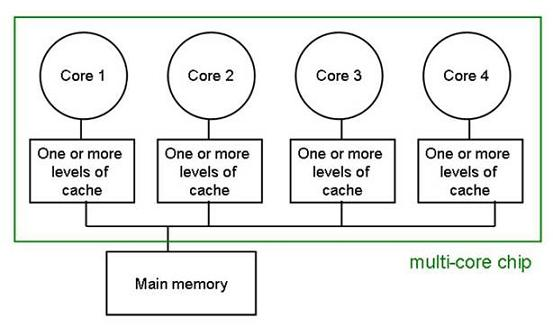 Core 1
Core 2
Core 3
Core 4
One or more
levels of
cache
One or more
levels of
cache
One or more
levels of
cache
One or more
levels of
cache
multi-core chip
Main memory